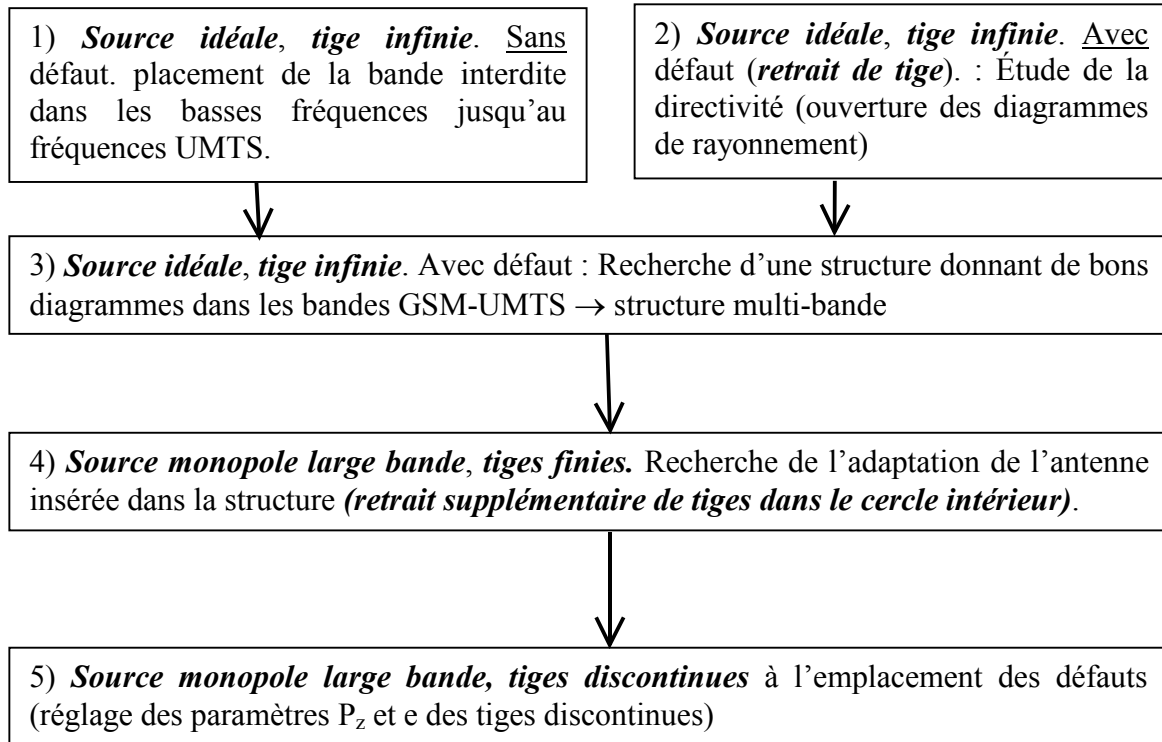 1) Source idéale, tige infinie. Sans
défaut. placement de la bande interdite
dans les basses fréquences jusqu'au
fréquences UMTS.
2) Source idéale, tige infinie. Avec
défaut (retrait de tige). : Étude de la
directivité (ouverture des diagrammes
de rayonnement)
3) Source idéale, tige infinie. Avec défaut : Recherche d'une structure donnant de bons
diagrammes dans les bandes GSM-UMTS → structure multi-bande
4) Source monopole large bande, tiges finies. Recherche de l'adaptation de l'antenne
insérée dans la structure (retrait supplémentaire de tiges dans le cercle intérieur).
5) Source monopole large bande, tiges discontinues à l'emplacement des défauts
(réglage des paramètres Pz et e des tiges discontinues)